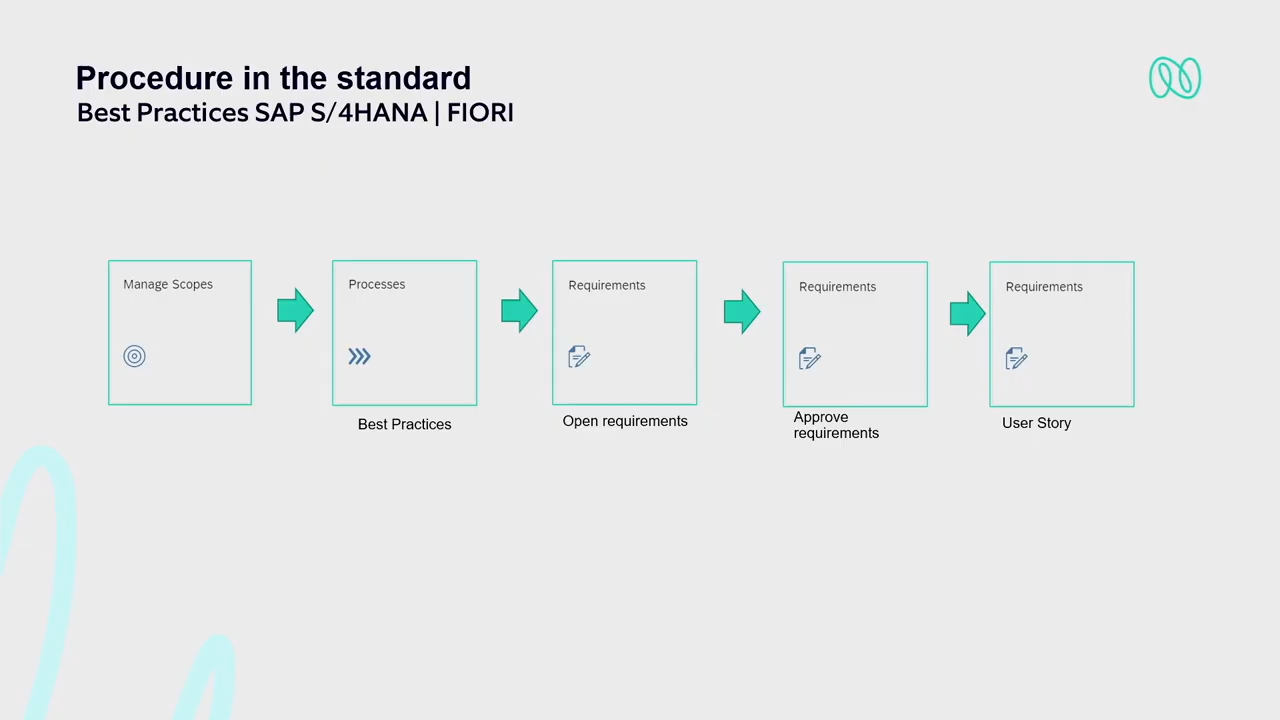 Procedure in the standard
Best Practices SAP S/4HANA | FIORI
Manage Scopes
Processes
Best Practices
Requirements
Open requirements
Requirements
Approve
requirements
Requirements
User Story